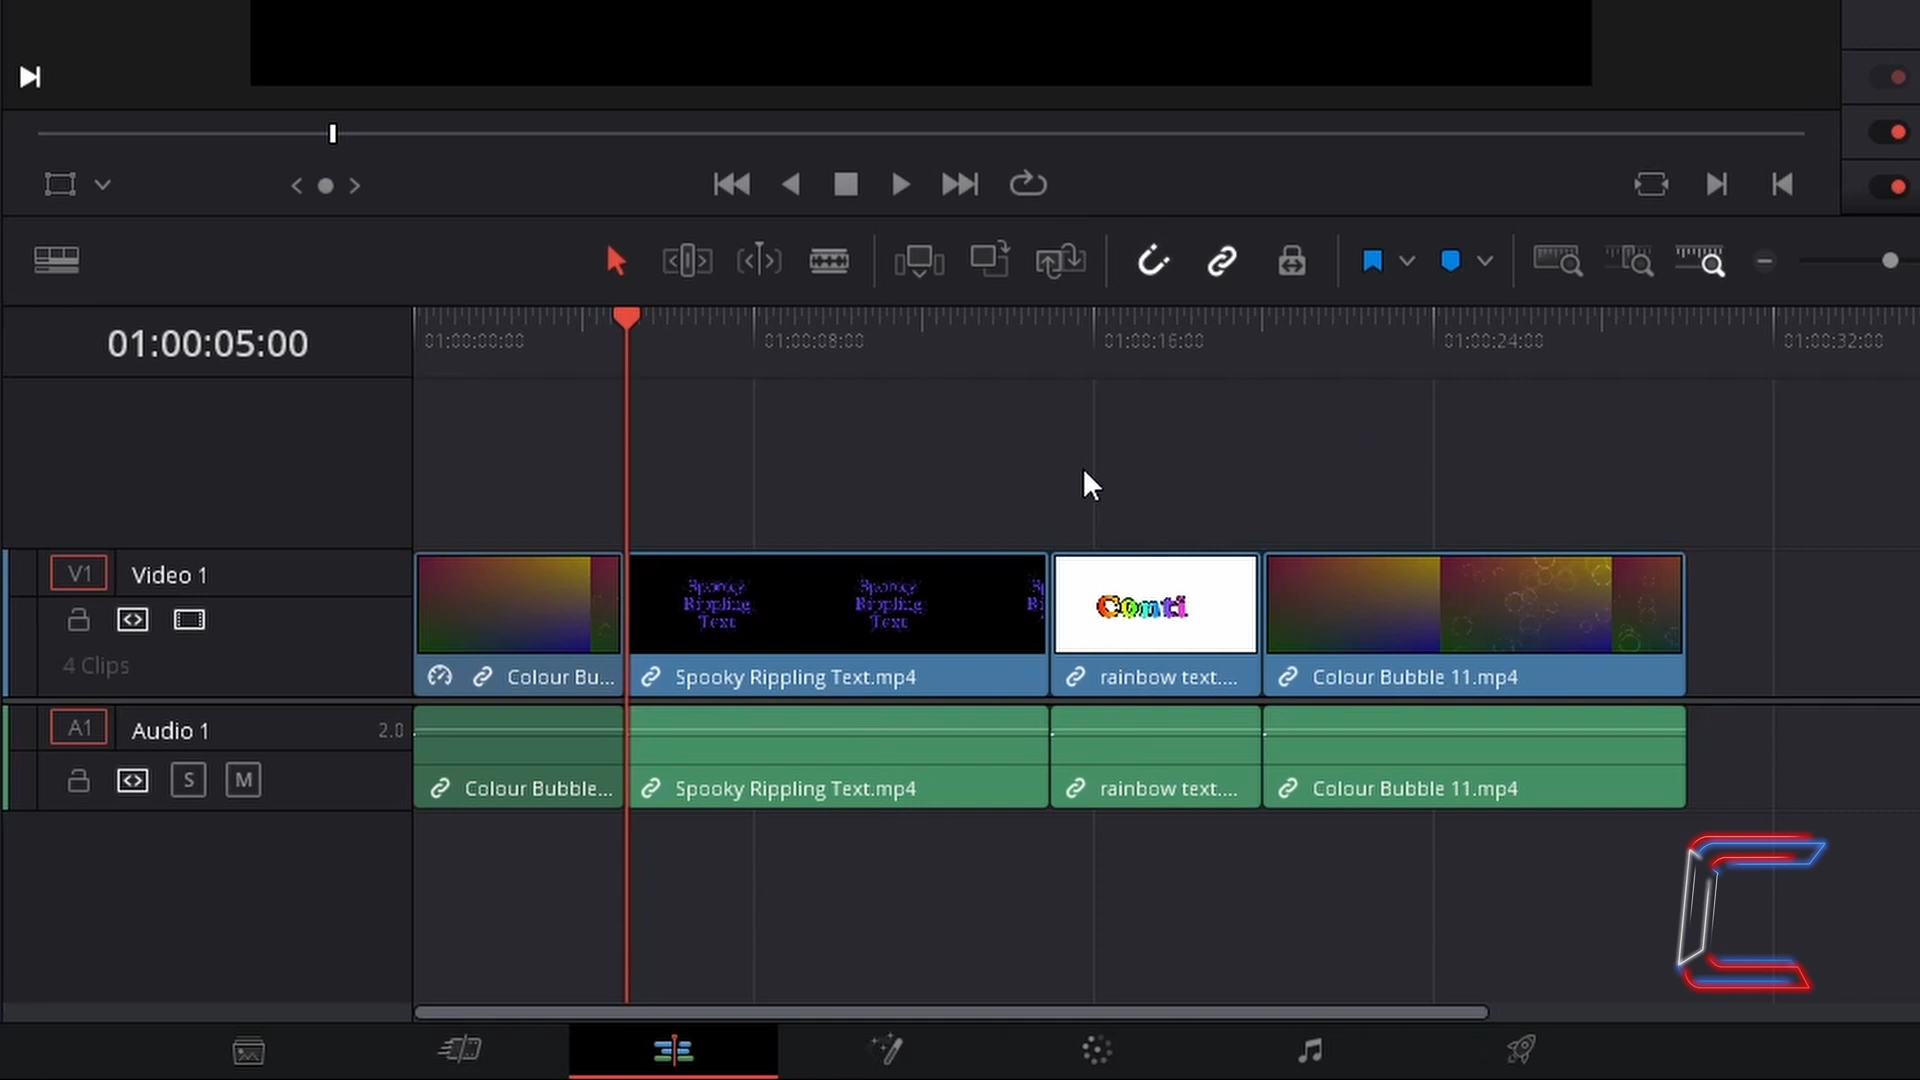 01:00:05:00
01:00:00:00
01:00:08:00
01:00:16:00
01:00:24:00
01:00:32:00
V1
Video 1
4 Clips
Spooky
Rippling
Text
Spooky
Rippling
Text
Sp
Ri
Conti
Colour Bu...
Spooky Rippling Text.mp4
rainbow text....
Colour Bubble 11.mp4
A1
Audio 1
2.0
S
M
Colour Bubble...
Spooky Rippling Text.mp4
rainbow text....
Colour Bubble 11.mp4